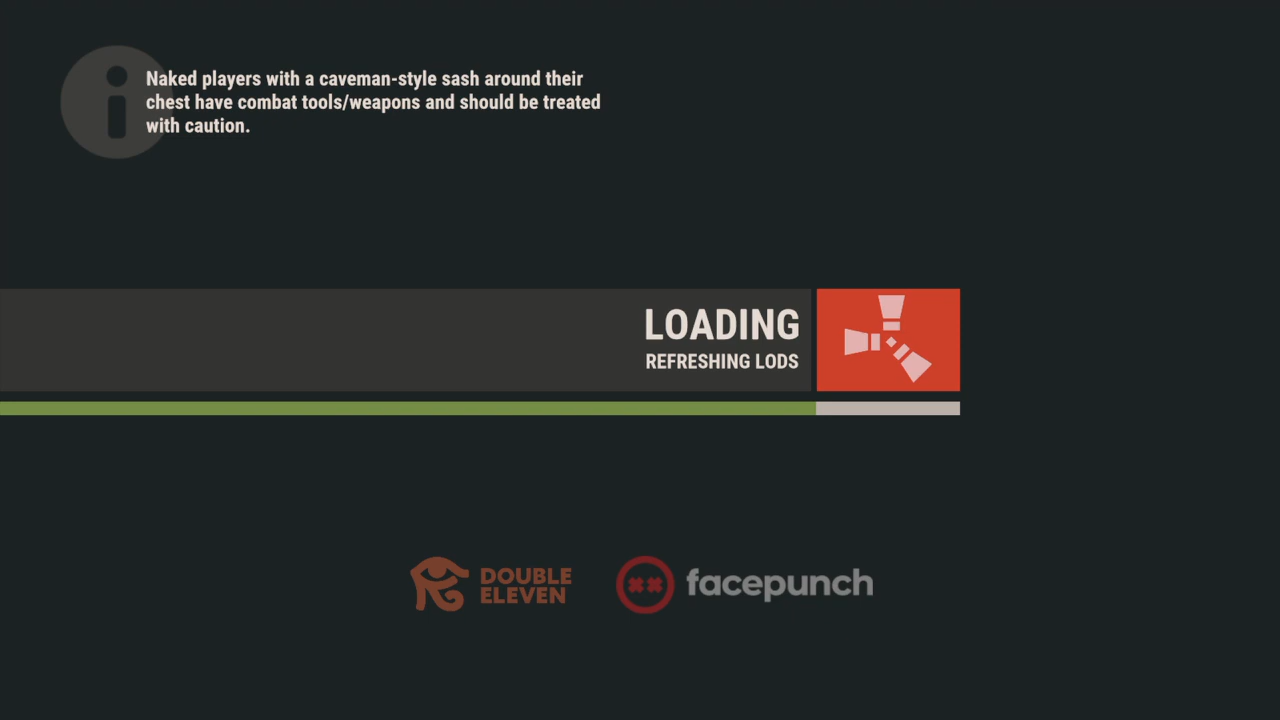 Naked players with a caveman-style sash around their
chest have combat tools/weapons and should be treated
with caution.
LOADING
REFRESHING LODS
DOUBLE
ELEVEN
facepunch